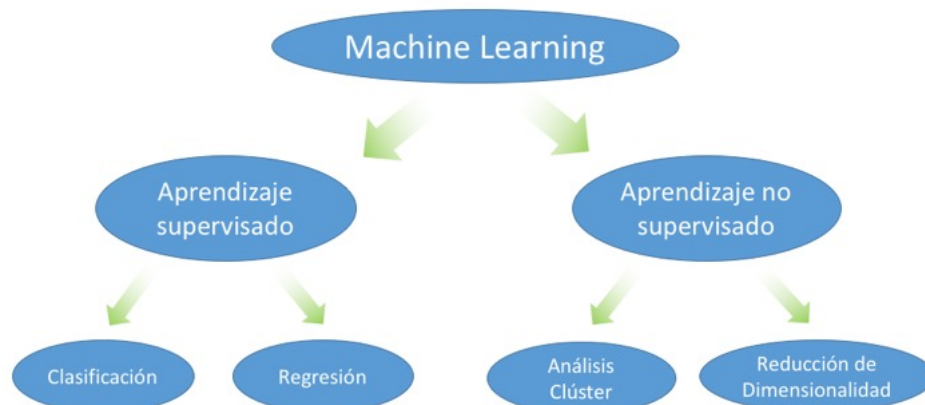 Machine Learning
Aprendizaje
supervisado
Aprendizaje no
supervisado
Clasificación
Regresión
Análisis
Clúster
Reducción de
Dimensionalidad